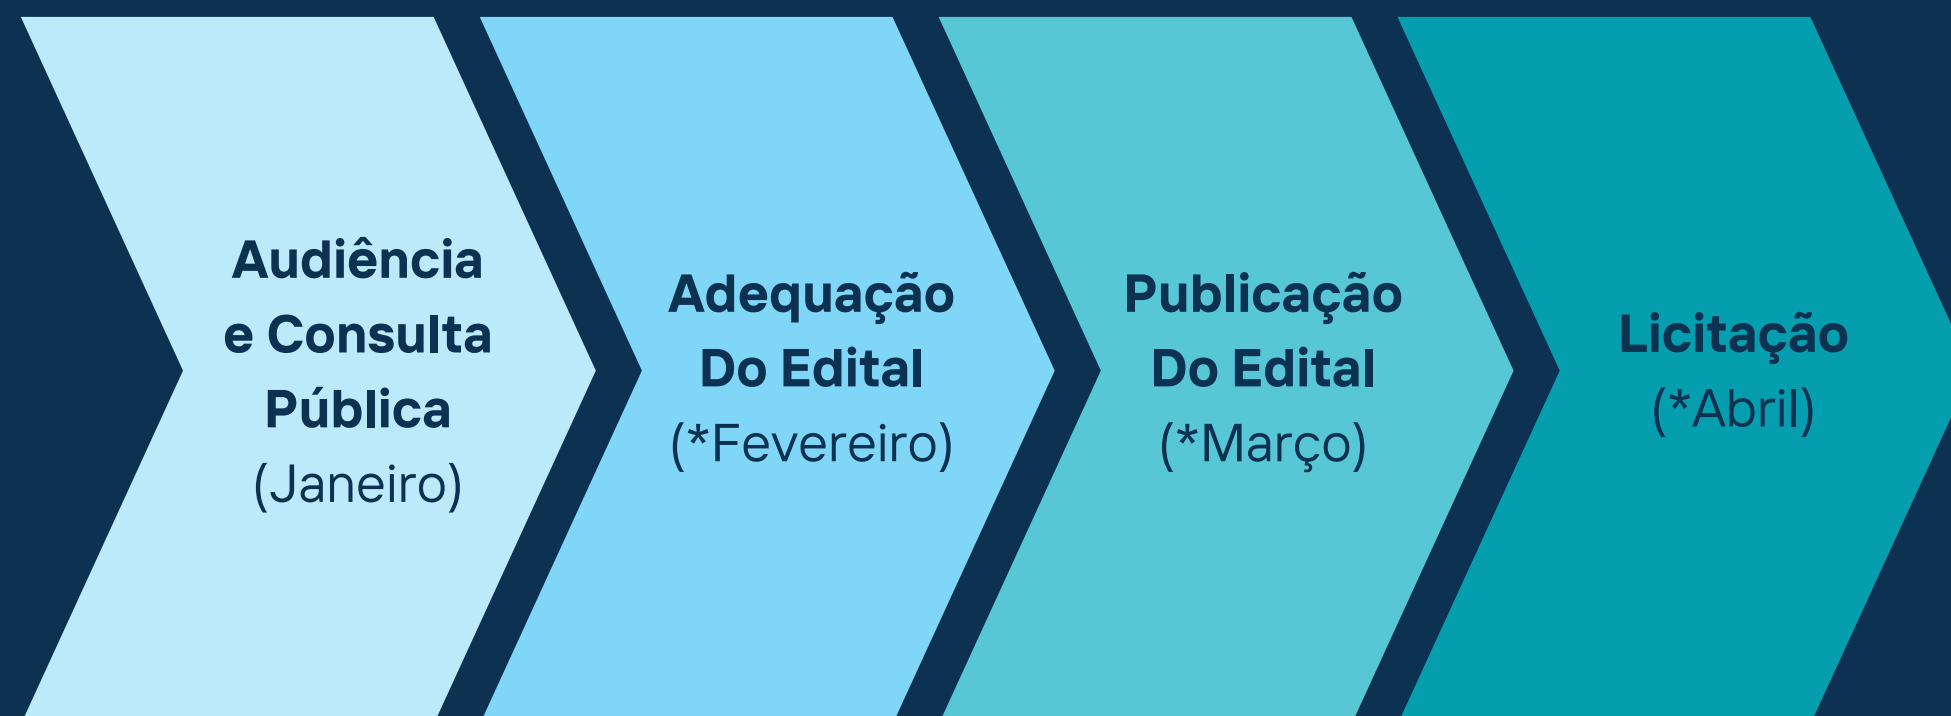 Audiência
e Consulta
Pública
(Janeiro)
Adequação
Do Edital
(*Fevereiro)
Publicação
Do Edital
(*Março)
Licitação
(*Abril)